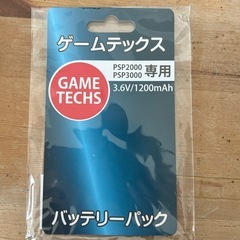 ゲームテックス
GAME
TECHS
PSP2000
PSP3000 専用
3.6V/1200mAh
バッテリーパック